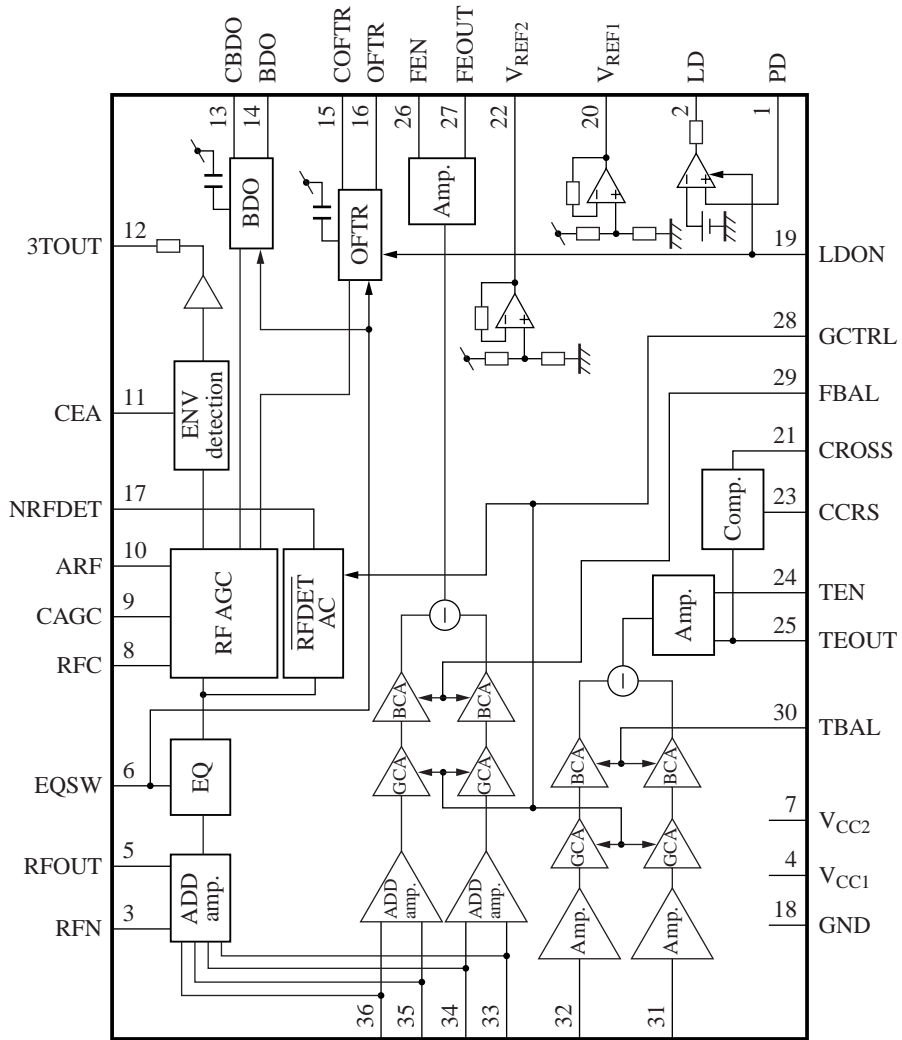 CBDO
BDO
COFTR
OFTR
FEN
FEOUT
VREF2
VREF1
LD
PD
13
14
15
16
26
27
22
20
2
1
BDO
OFTR
Amp.
3TOUT
12
19
LDON
28
GCTRL
29
FBAL
ENV
detection
CEA
11
21
CROSS
Comp.
23
CCRS
NRFDET
17
ARF
10
CAGC
9
RFC
8
RF AGC
RFDET
AC
24
TEN
Amp.
25
TEOUT
BCA
BCA
30
TBAL
EQSW
6
EQ
GCA
GCA
BCA
BCA
7
VCC2
GCA
GCA
RFOUT
5
ADD
amp.
4
VCC1
RFN
3
ADD
amp.
ADD
amp.
Amp.
Amp.
18
GND
36
35
34
33
32
31